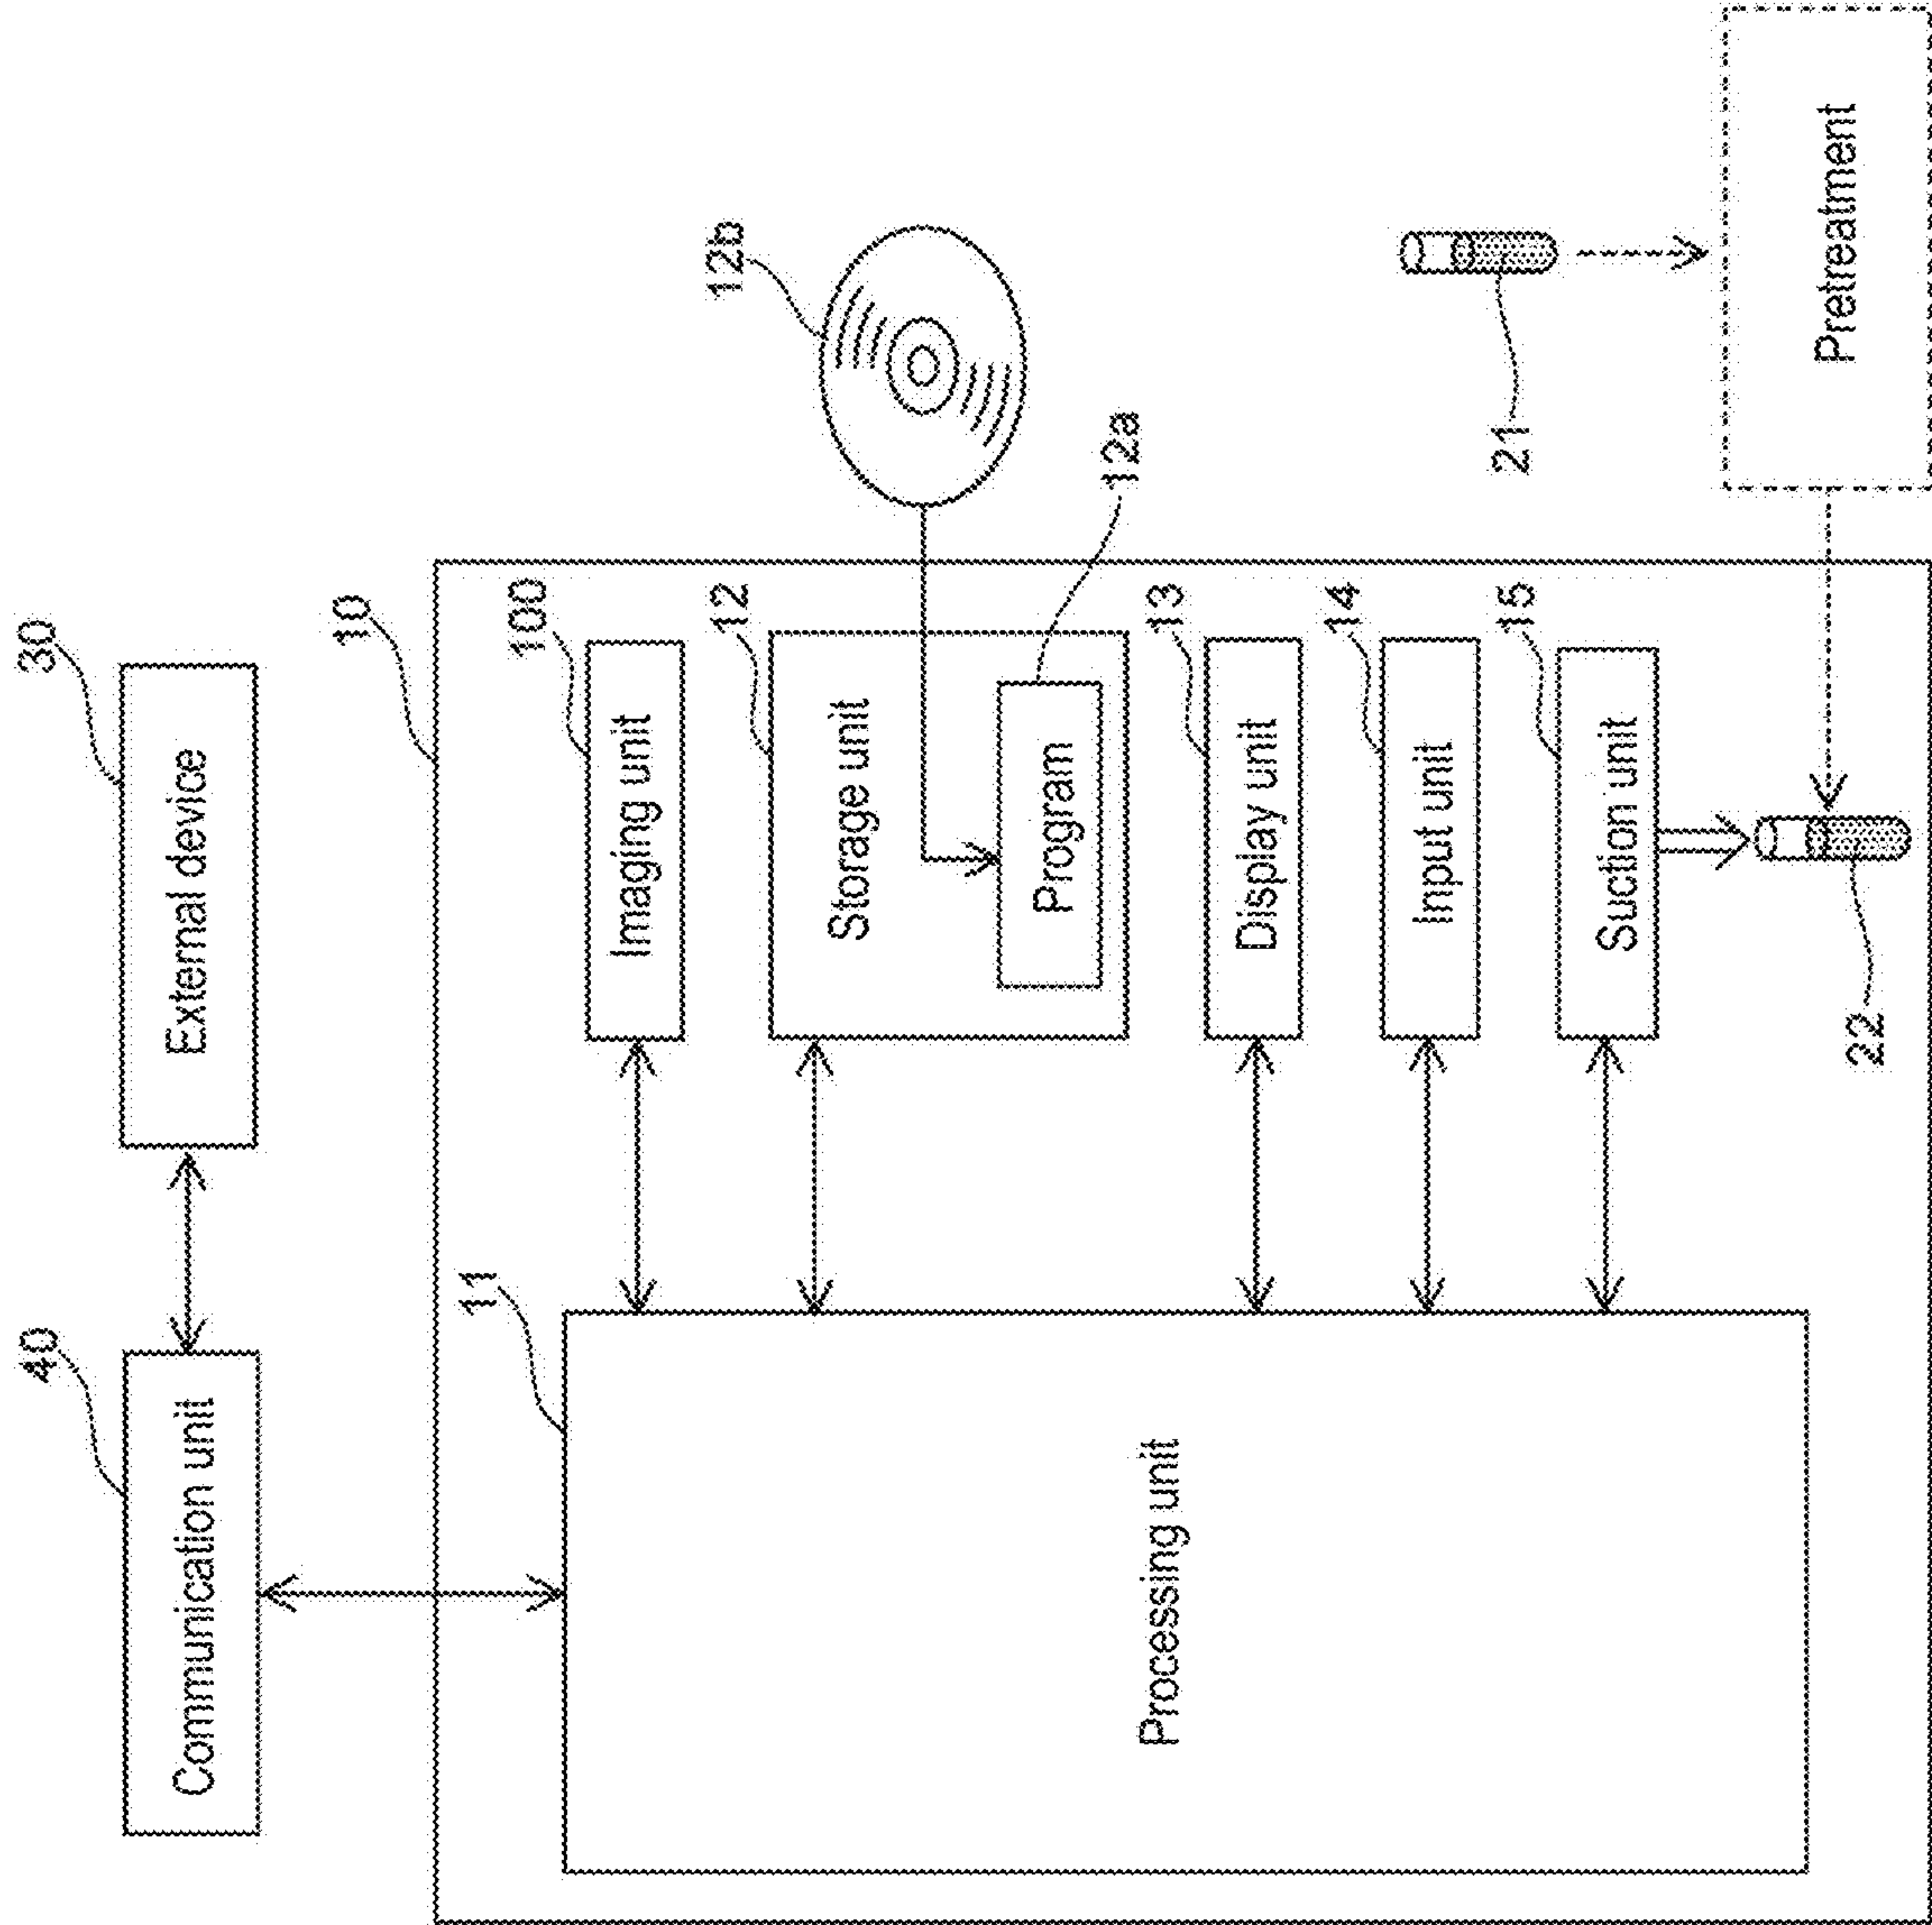 40
Communication unit
30
External device
10
11
Processing unit
100
Imaging unit
12
Storage unit
Program
12a
12b
13
Display unit
14
Input unit
15
Suction unit
22
21
Pretreatment